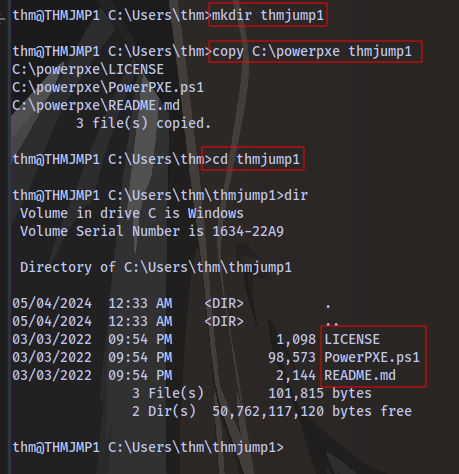 thm@THMJMP1 C:\Users\thm>mkdir thmjump1
thm@THMJMP1 C:\Users\thm>copy C:\powerpxe thmjump1
C:\powerpxe\LICENSE
C:\powerpxe\PowerPXE.ps1
C:\powerpxe\README.md
        3 file(s) copied.
thm@THMJMP1 C:\Users\thm>cd thmjump1
thm@THMJMP1 C:\Users\thm\thmjump1>dir
 Volume in drive C is Windows
 Volume Serial Number is 1634-22A9
 Directory of C:\Users\thm\thmjump1
05/04/2024  12:33 AM    <DIR>          .
05/04/2024  12:33 AM    <DIR>          ..
03/03/2022  09:54 PM             1,098 LICENSE
03/03/2022  09:54 PM            98,573 PowerPXE.ps1
03/03/2022  09:54 PM             2,144 README.md
               3 File(s)        101,815 bytes
               2 Dir(s)  50,762,117,120 bytes free
thm@THMJMP1 C:\Users\thm\thmjump1>